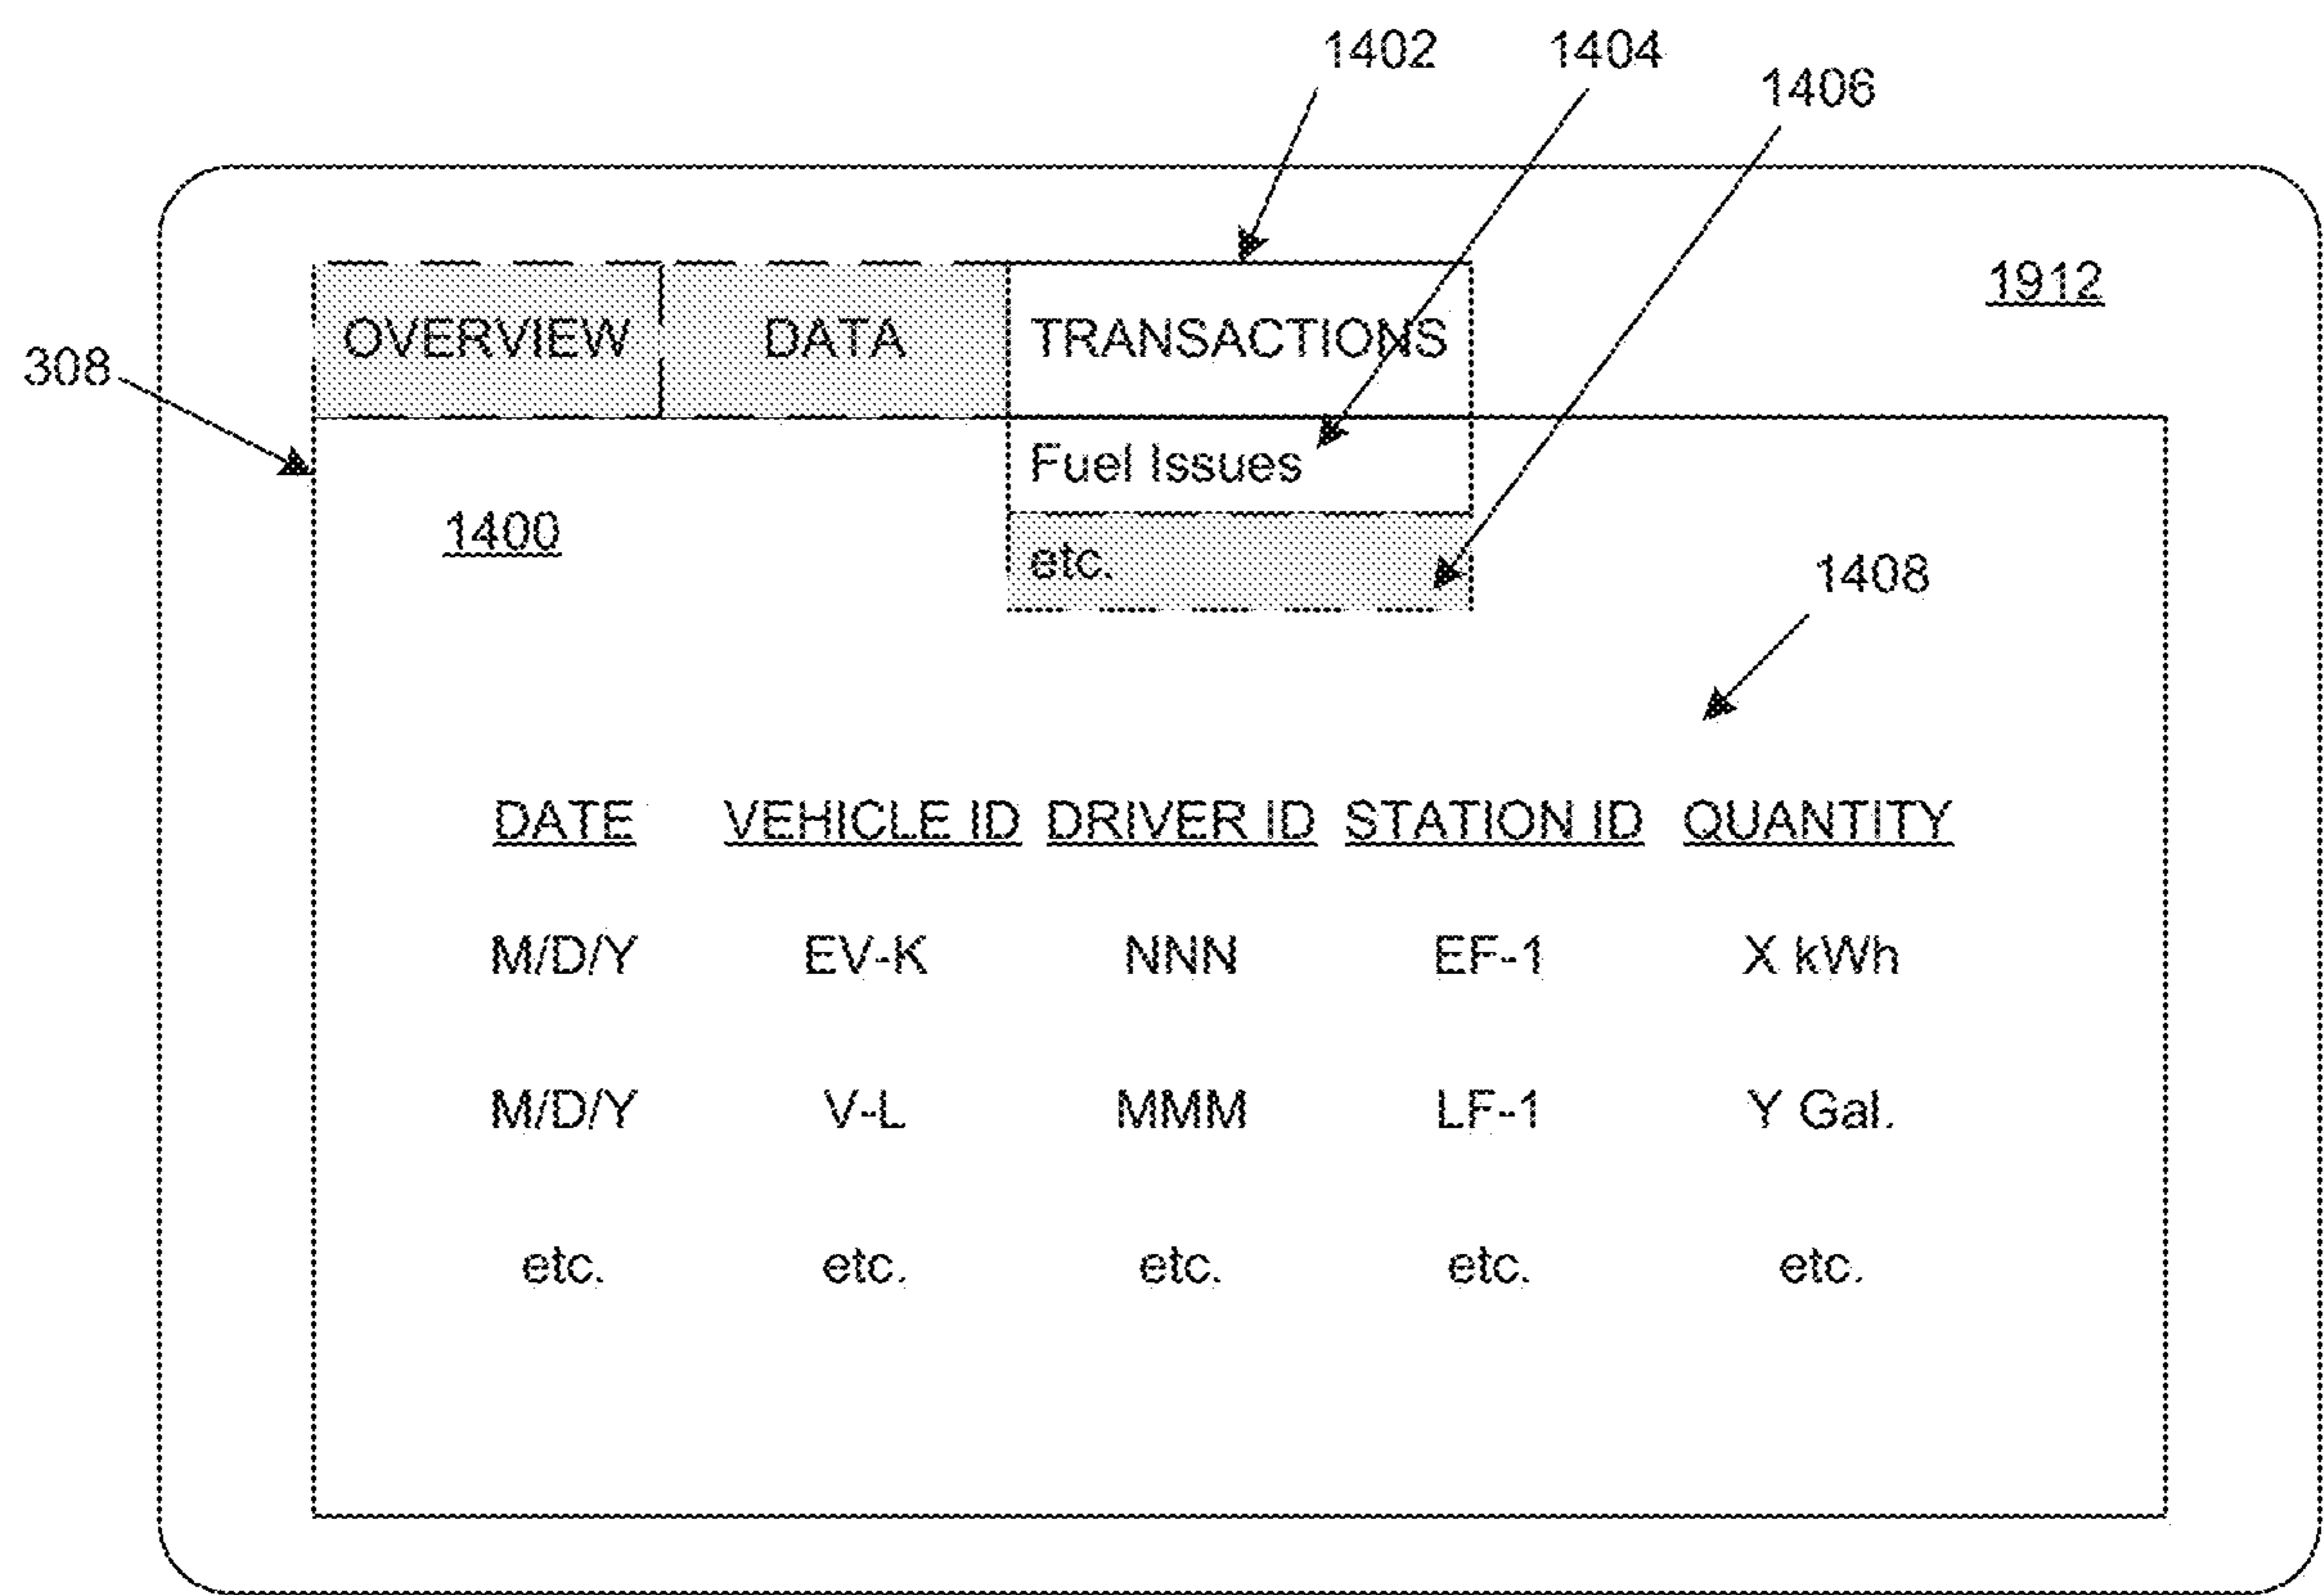 1402 1404
1406
1912
OVERVIEW DATA TRANSACTIONS
308
Fuel Issues
1400
etc.
1408
DATE VEHICLE ID DRIVER ID STATION ID QUANTITY
M/D/Y EV-K NNN EF-1 X kWh
M/D/Y V-L MMM LF-1 Y Gal.
etc. etc. etc. etc. etc.